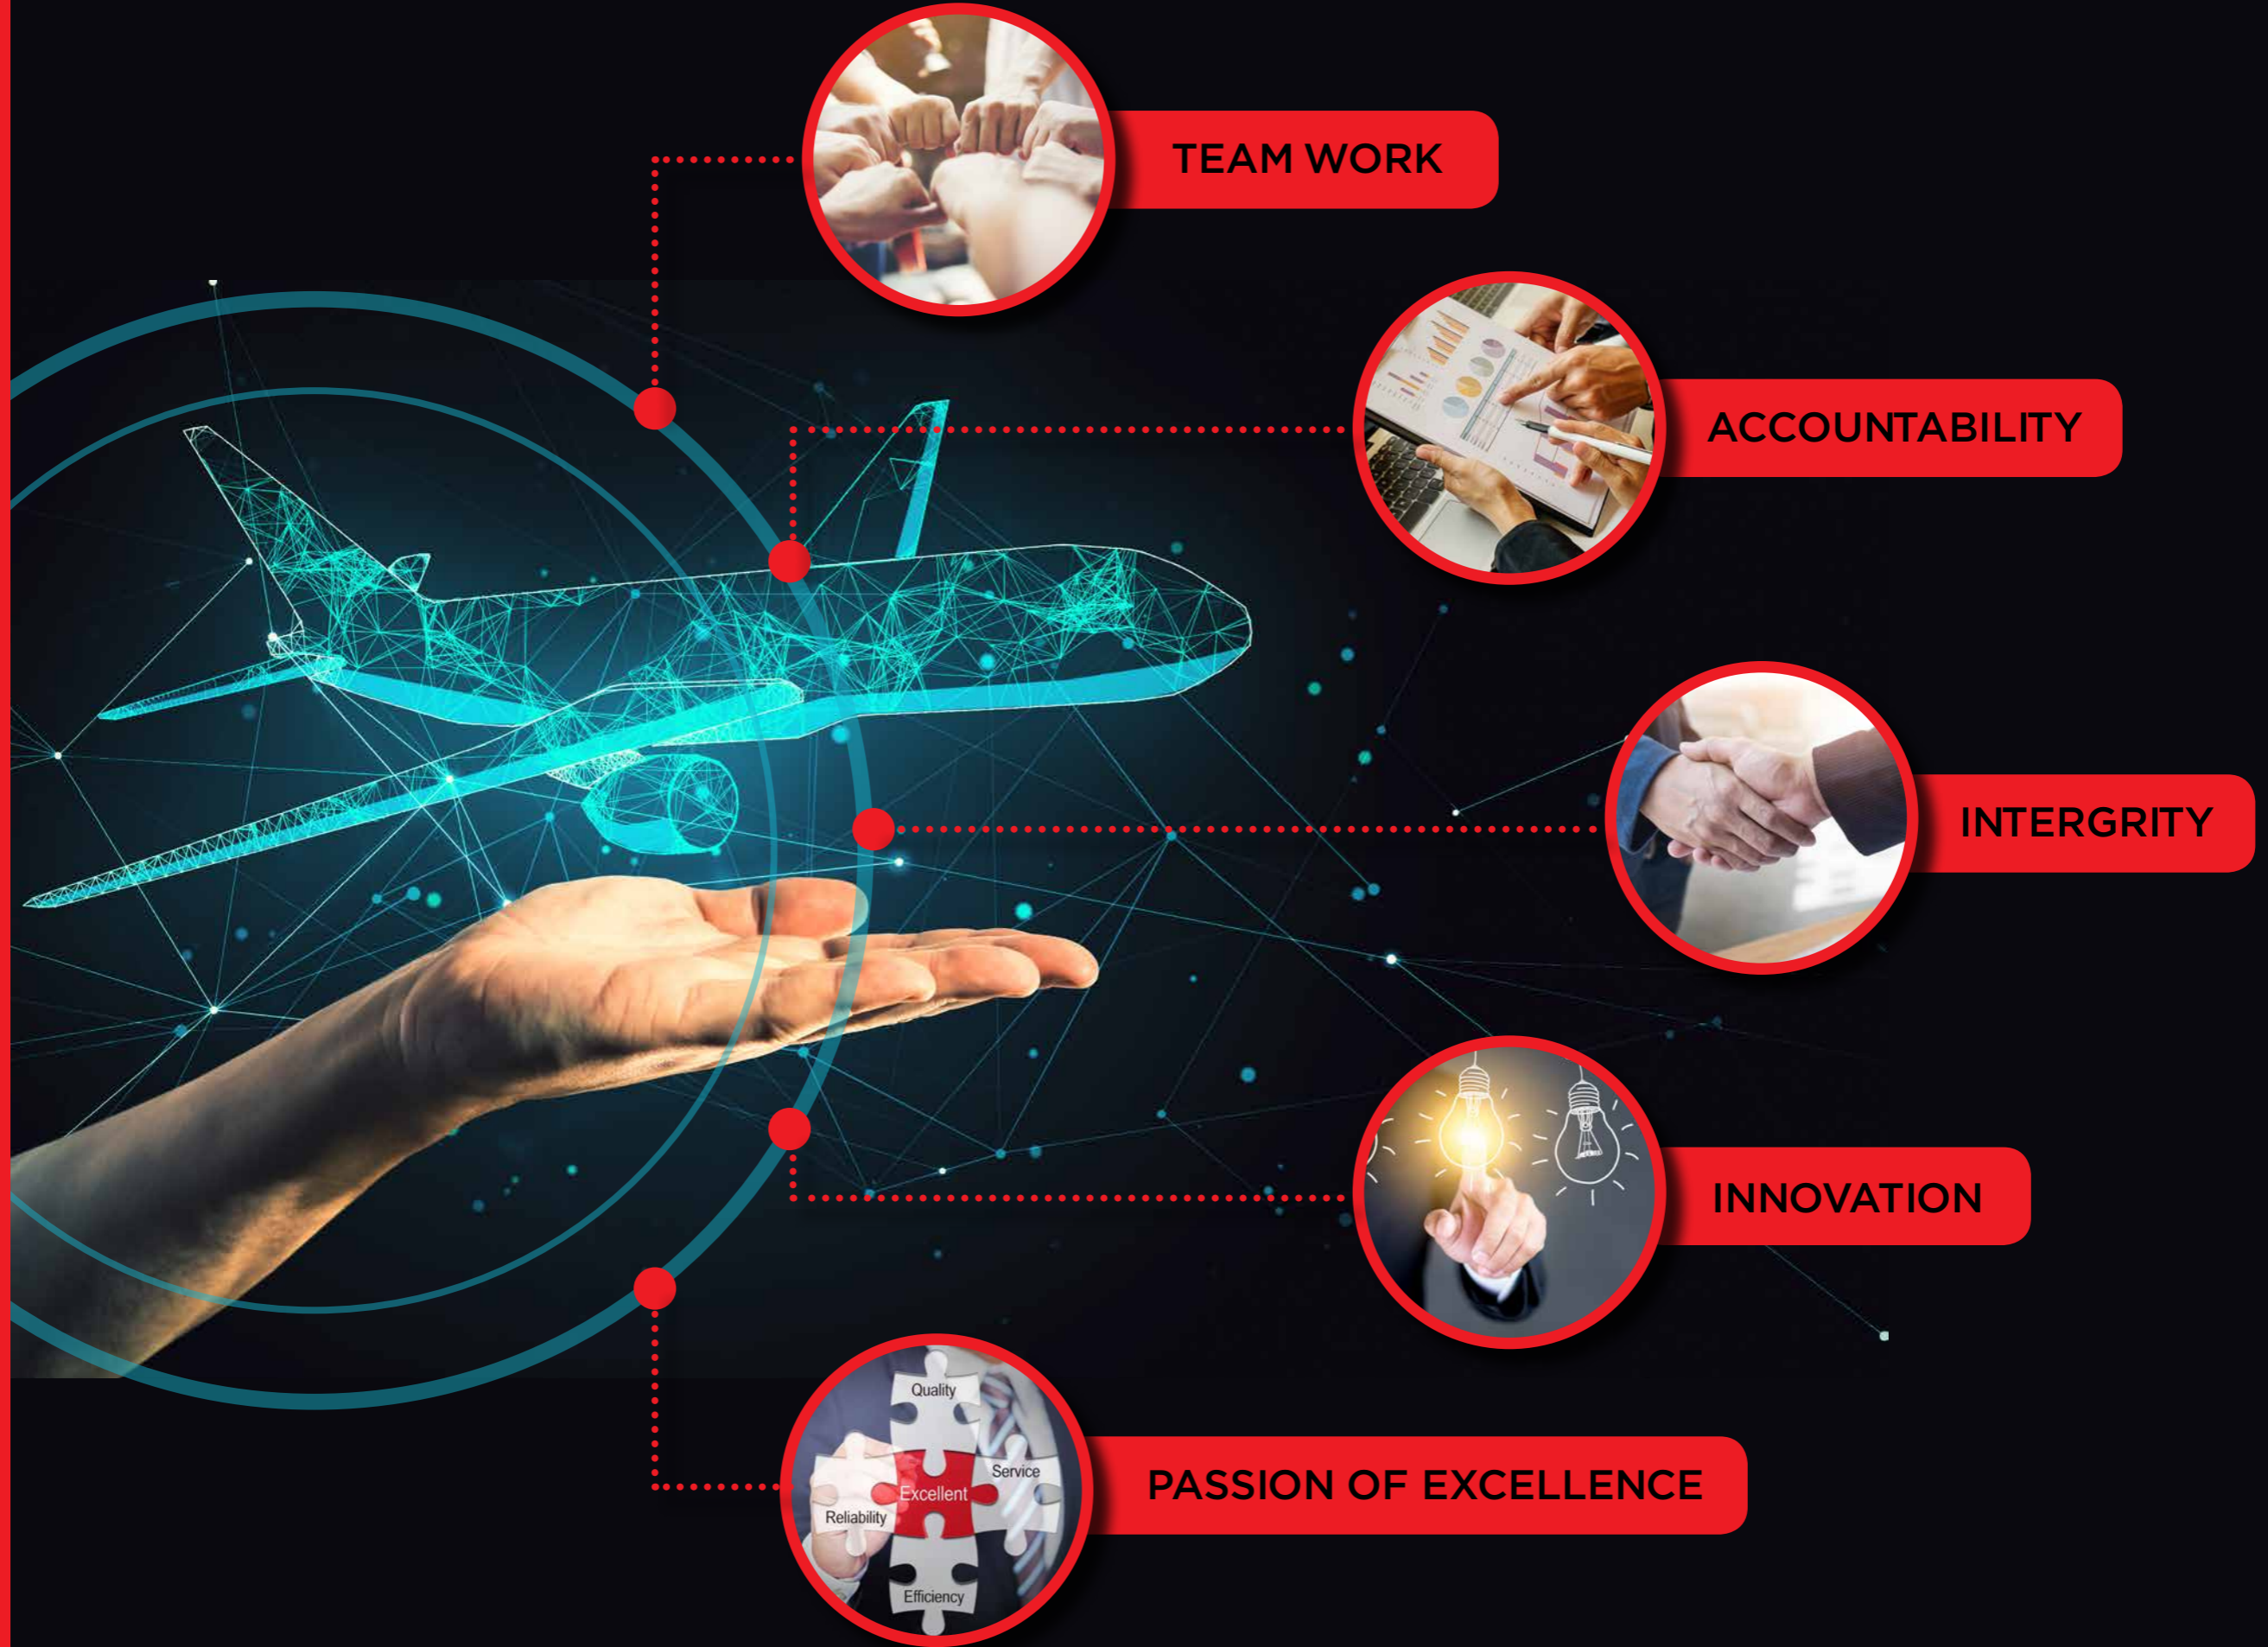 TEAM WORK
ACCOUNTABILITY
INTERGRITY
INNOVATION
Quality
Service
Excellent
Reliability
Efficiency
PASSION OF EXCELLENCE